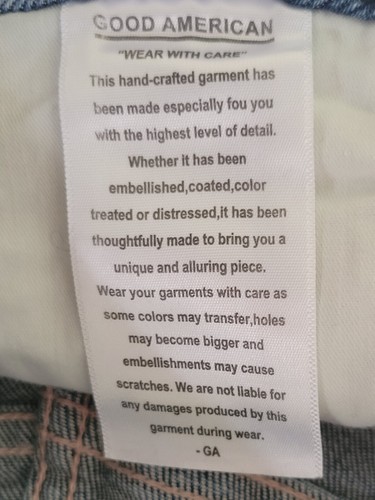 GOOD AMERICAN
"WEAR WITH CARE"
This hand-crafted garment has
been made especially fou you
with the highest level of detail.
Whether it has been
embellished,coated,color
treated or distressed,it has been
thoughtfully made to bring you a
unique and alluring piece.
Wear your garments with care as
some colors may transfer,holes
may become bigger and
embellishments may cause
scratches. We are not liable for
any damages produced by this
garment during wear.
- GA